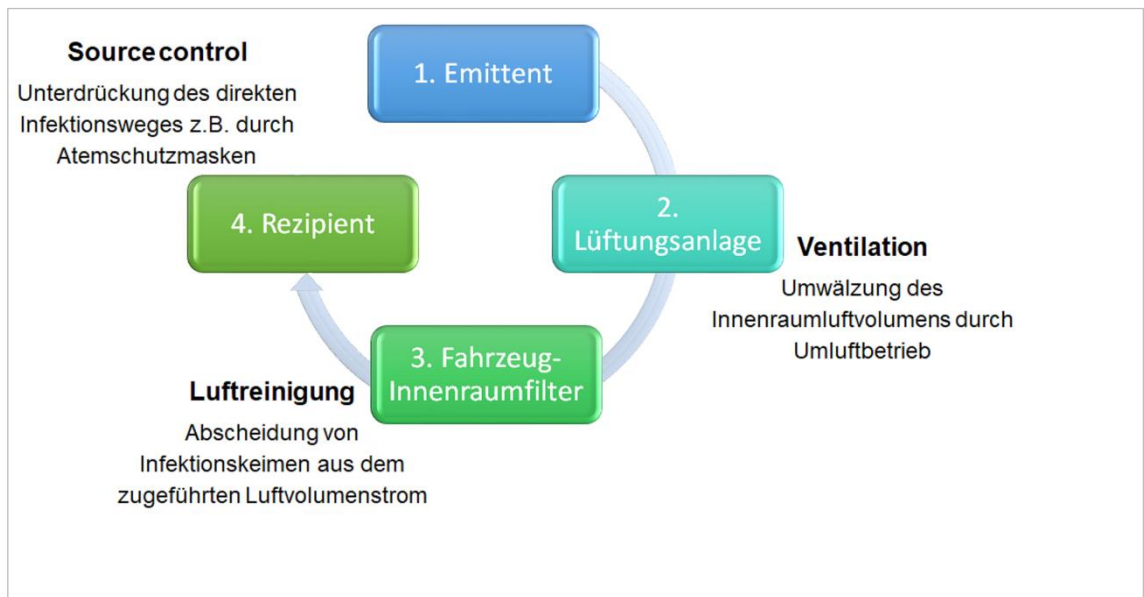 Source control
Unterdrückung des direkten
Infektionsweges z.B. durch
Atemschutzmasken
1. Emittent
2.
Lüftungsanlage
Ventilation
Umwälzung des
Innenraumluftvolumens durch
Umluftbetrieb
3. Fahrzeug-
Innenraumfilter
Luftreinigung
Abscheidung von
Infektionskeimen aus dem
zugeführten Luftvolumenstrom
4. Rezipient